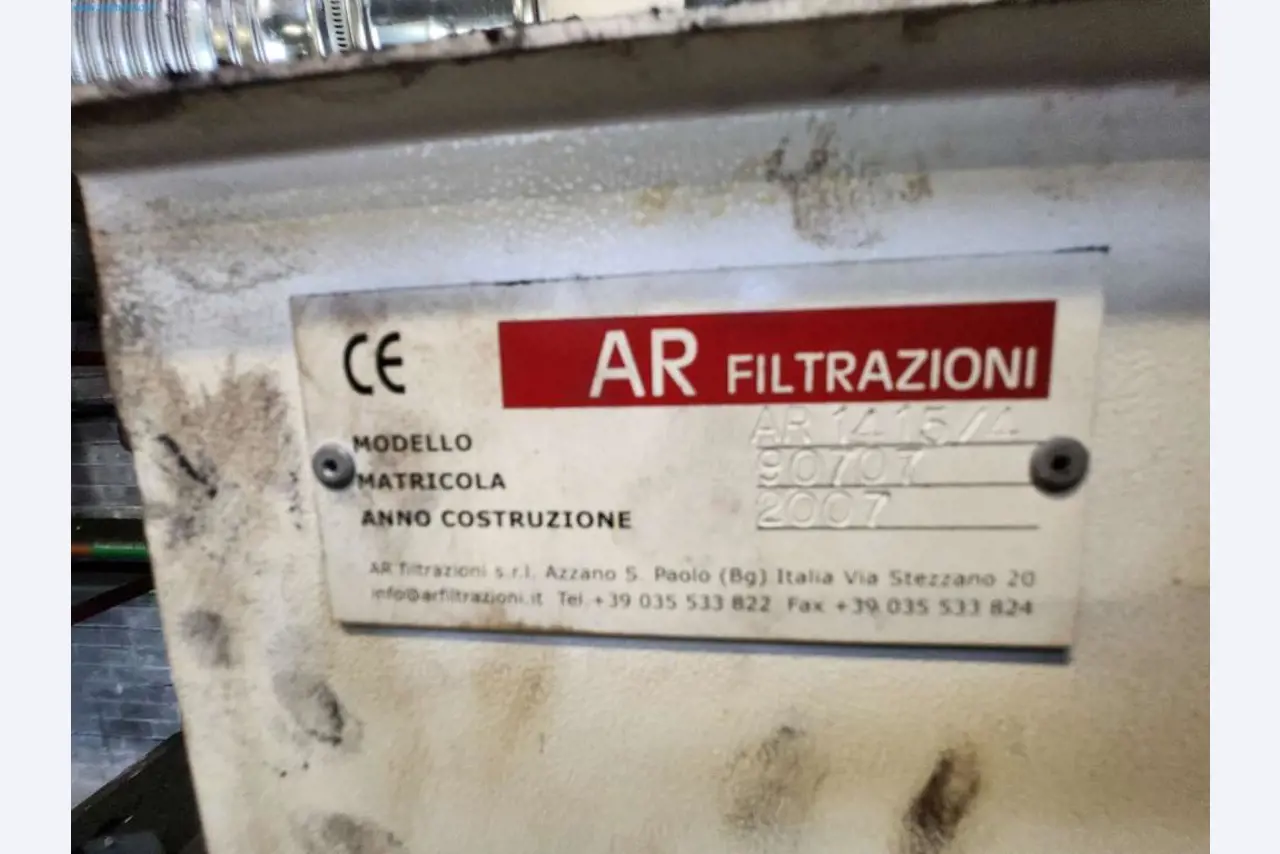 CE
AR FILTRAZIONI
MODELLO AR 1415/4
MATRICOLA 90707
ANNO COSTRUZIONE 2007
AR filtrazioni s.r.l. Azzano S. Paolo (Bg) Italia Via Stezzano 20
info@arfiltrazioni.it Tel +39 035 533 822 Fax +39 035 533 824